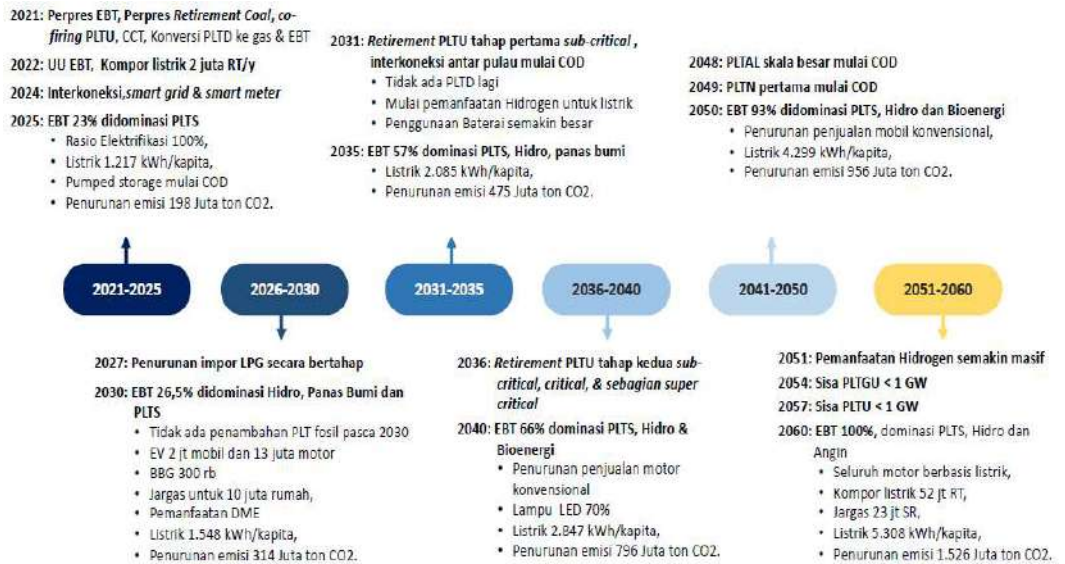 2021: Perpres EBT, Perpres Retirement Coal, co-
firing PLTU, CCT, Konversi PLTD ke gas & EBT
2022: UU EBT, Kompor listrik 2 juta RT/y
2024: Interkoneksi,smart grid & smart meter
2025: EBT 23% didominasi PLTS
• Rasio Elektrifikasi 100%,
• Listrik 1.217 kWh/kapita,
• Pumped storage mulai COD
• Penurunan emisi 198 Juta ton CO2.
2031: Retirement PLTU tahap pertama sub-critical ,
interkoneksi antar pulau mulai COD
• Tidak ada PLTD lagi
• Mulai pemanfaatan Hidrogen untuk listrik
• Penggunaan Baterai semakin besar
2035: EBT 57% dominasi PLTS, Hidro, panas bumi
• Listrik 2.085 kWh/kapita,
• Penurunan emisi 475 Juta ton CO2.
2048: PLTAL skala besar mulai COD
2049: PLTN pertama mulai COD
2050: EBT 93% didominasi PLTS, Hidro dan Bioenergi
• Penurunan penjualan mobil konvensional,
• Listrik 4.299 kWh/kapita,
• Penurunan emisi 956 Juta ton CO2.
2021-2025
2026-2030
2031-2035
2036-2040
2041-2050
2051-2060
2027: Penurunan impor LPG secara bertahap
2030: EBT 26,5% didominasi Hidro, Panas Bumi dan
PLTS
• Tidak ada penambahan PLT fosil pasca 2030
• EV 2 jt mobil dan 13 juta motor
• BBG 300 rb
• Jargas untuk 10 juta rumah,
• Pemanfaatan DME
• Listrik 1.548 kWh/kapita,
• Penurunan emisi 314 Juta ton CO2.
2036: Retirement PLTU tahap kedua sub-
critical, critical, & sebagian super
critical
2040: EBT 66% dominasi PLTS, Hidro &
Bioenergi
• Penurunan penjualan motor
konvensional
• Lampu LED 70%
• Listrik 2.847 kWh/kapita,
• Penurunan emisi 796 Juta ton CO2.
2051: Pemanfaatan Hidrogen semakin masif
2054: Sisa PLTGU < 1 GW
2057: Sisa PLTU < 1 GW
2060: EBT 100%, dominasi PLTS, Hidro dan
Angin
• Seluruh motor berbasis listrik,
• Kompor listrik 52 jt RT,
• Jargas 23 jt SR,
• Listrik 5.308 kWh/kapita,
• Penurunan emisi 1.526 Juta ton CO2.